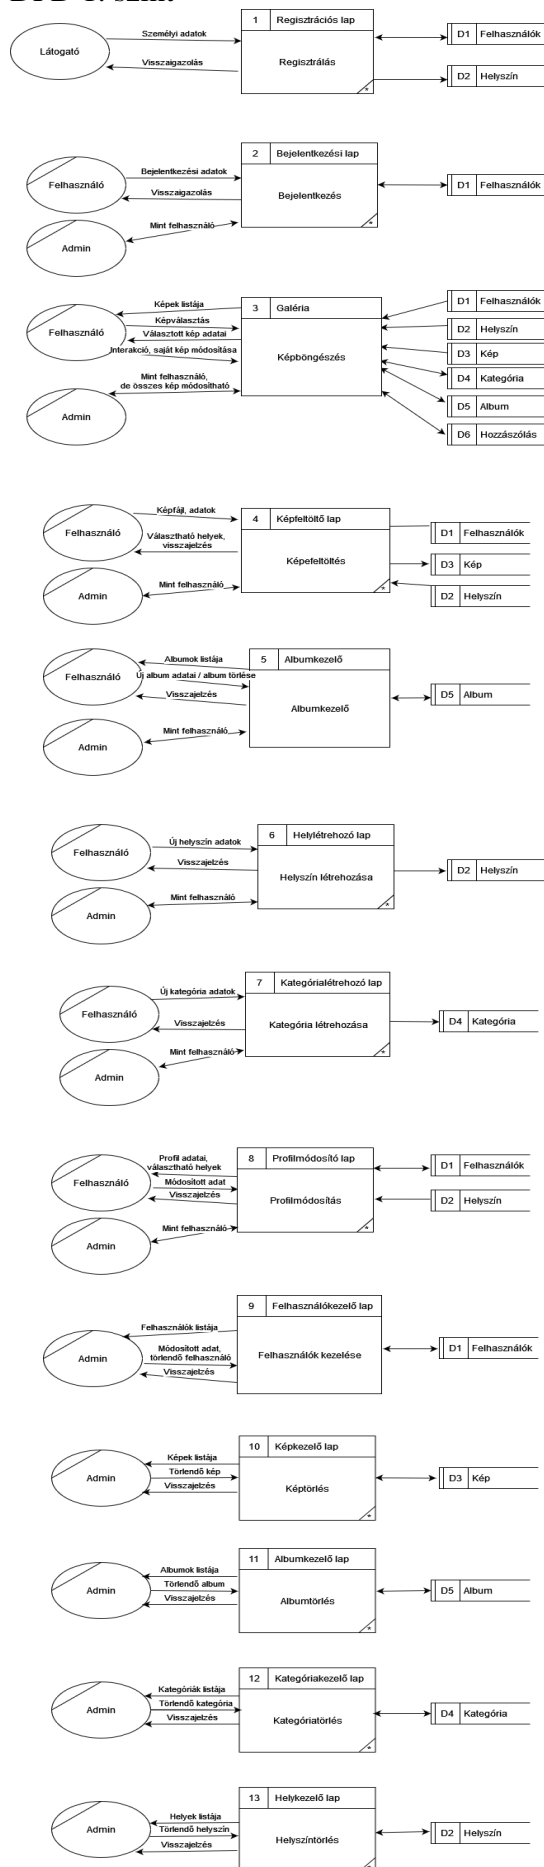 DFD 1. szint
1 Regisztrációs lap
D1 Felhasználók
Személyi adatok
Látogató
Visszaigazolás
Regisztrálás
D2 Helyszín
*
2 Bejelentkezési lap
Bejelentkezési adatok
Felhasználó
D1 Felhasználók
Visszaigazolás
Bejelentkezés
Mint felhasználó
*
Admin
D1 Felhasználók
Képek listája
3 Galéria
Képválasztás
D2 Helyszín
Felhasználó
Választott kép adatai
Interakció, saját kép módosítása
Képböngészés
D3 Kép
D4 Kategória
Mint felhasználó,
de összes kép módosítható
D5 Album
Admin
D6 Hozzászólás
Képfájl, adatok
4 Képfeltöltő lap
Felhasználó
D1 Felhasználók
Választható helyek,
visszajelzés
Képefeltöltés
D3 Kép
Mint felhasználó
*
Admin
D2 Helyszín
Albumok listája
5 Albumkezelő
Felhasználó
Új album adatai / album törlése
Visszajelzés
D5 Album
Albumkezelő
Mint felhasználó
Admin
6 Helylétrehozó lap
Új helyszín adatok
Felhasználó
Visszajelzés
Helyszín létrehozása
D2 Helyszín
Mint felhasználó
*
Admin
7 Kategórialétrehozó lap
Új kategória adatok
Felhasználó
Visszajelzés
Kategória létrehozása
D4 Kategória
Mint felhasználó
*
Admin
Profil adatai,
választható helyek
8 Profilmódosító lap
D1 Felhasználók
Felhasználó
Módosított adat
Visszajelzés
Profilmódosítás
D2 Helyszín
Mint felhasználó
*
Admin
9 Felhasználókezelő lap
Felhasználók listája
Módosított adat,
törlendő felhasználó
Felhasználók kezelése
D1 Felhasználók
Admin
Visszajelzés
10 Képkezelő lap
Képek listája
Törlendő kép
Admin
D3 Kép
Visszajelzés
Képtörlés
*
11 Albumkezelő lap
Albumok listája
Törlendő album
Admin
D5 Album
Visszajelzés
Albumtörlés
*
12 Kategóriakezelő lap
Kategóriák listája
Törlendő kategória
Admin
D4 Kategória
Visszajelzés
Kategóriatörlés
*
13 Helykezelő lap
Helyek listája
Törlendő helyszín
Admin
D2 Helyszín
Visszajelzés
Helyszíntörlés
*